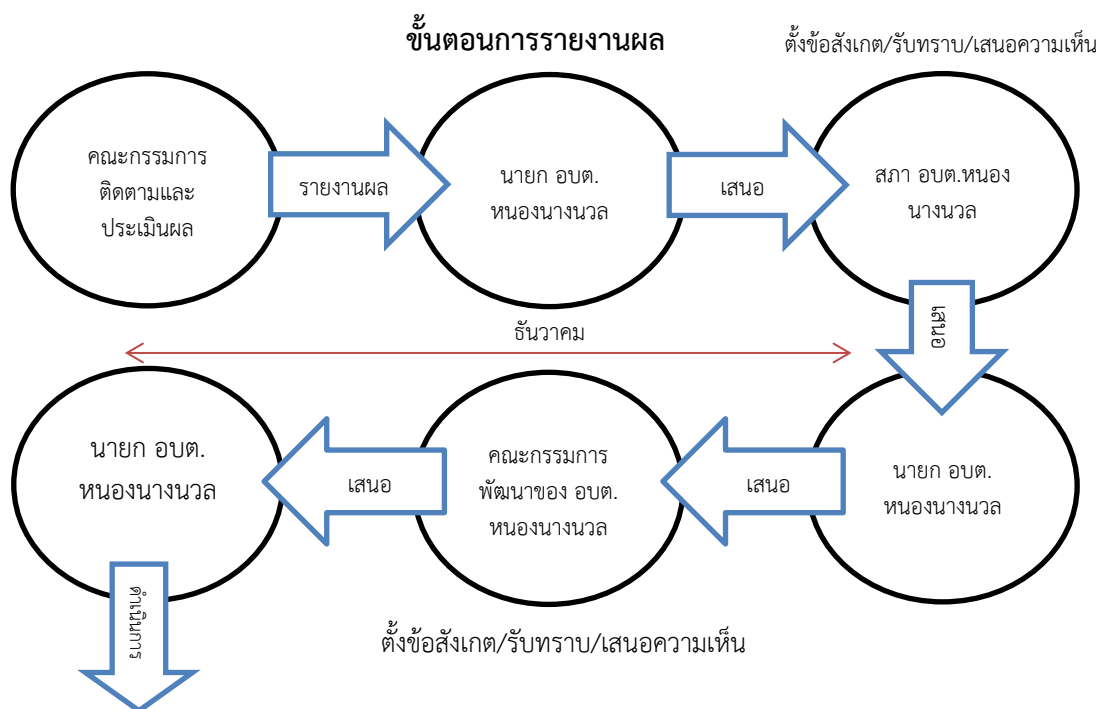 ขั้นตอนการรายงานผล
ตั้งข้อสังเกต/รับทราบ/เสนอความเห็น
คณะกรรมการ
ติดตามและ
ประเมินผล
รายงานผล
นายก อบต.
หนองนางนวล
เสนอ
สภา อบต.หนอง
นางนวล
เสนอ
ธันวาคม
นายก อบต.
หนองนางนวล
เสนอ
คณะกรรมการ
พัฒนาของ อบต.
หนองนางนวล
เสนอ
นายก อบต.
หนองนางนวล
ดำเนินการ
ตั้งข้อสังเกต/รับทราบ/เสนอความเห็น